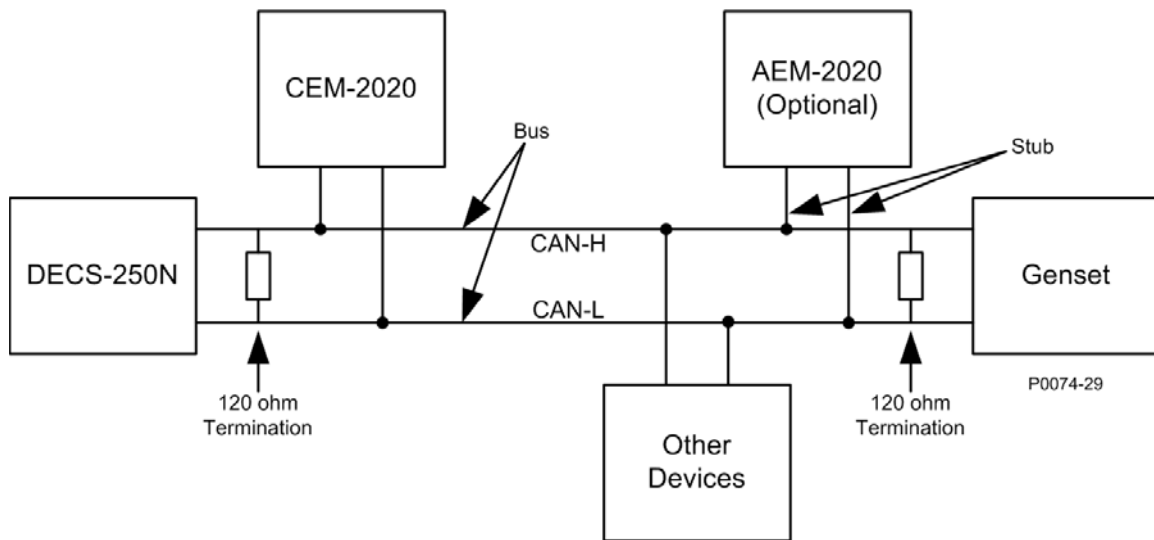 CEM-2020
AEM-2020
(Optional)
Bus
Stub
DECS-250N
CAN-H
Genset
CAN-L
P0074-29
120 ohm
Termination
120 ohm
Termination
Other
Devices